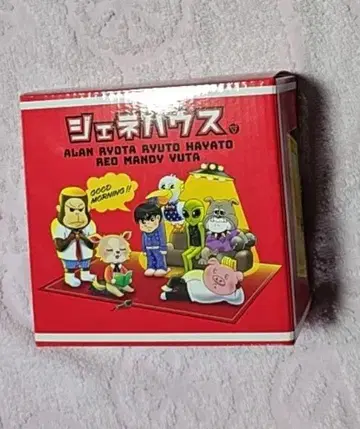 ジェネハウス
ALAN RYOTA RYUTO HAYATO
REO MANDY YUTA
GOOD
MORNING!!